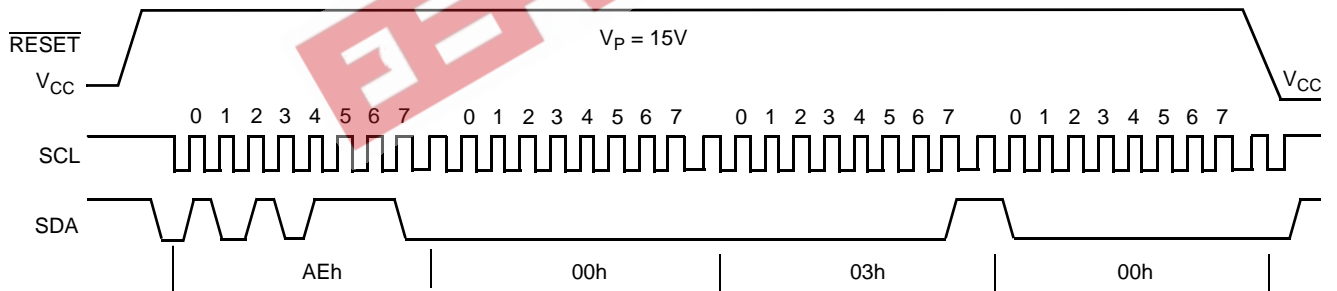 RESET
V_P = 15V
V_CC
V_CC
0 1 2 3 4 5 6 7 0 1 2 3 4 5 6 7 0 1 2 3 4 5 6 7 0 1 2 3 4 5 6 7
SCL
SDA
AEh 00h 03h 00h